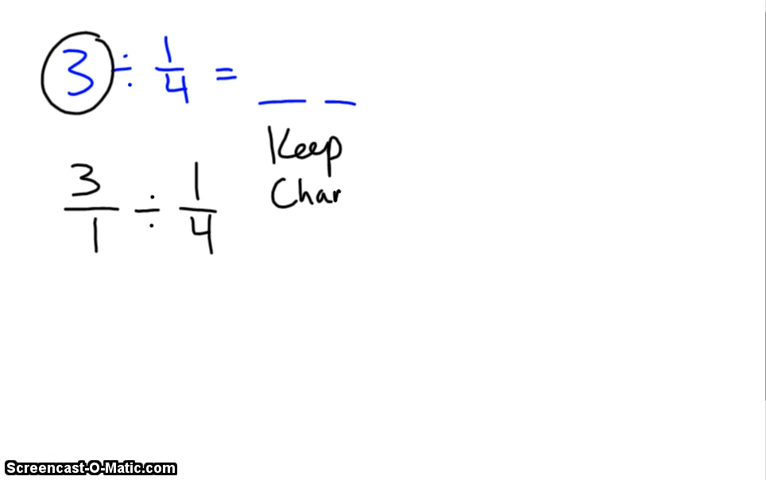 3 ÷ 1/4 = __ __
Keep
Char
3/1 ÷ 1/4
Screencast-O-Matic.com